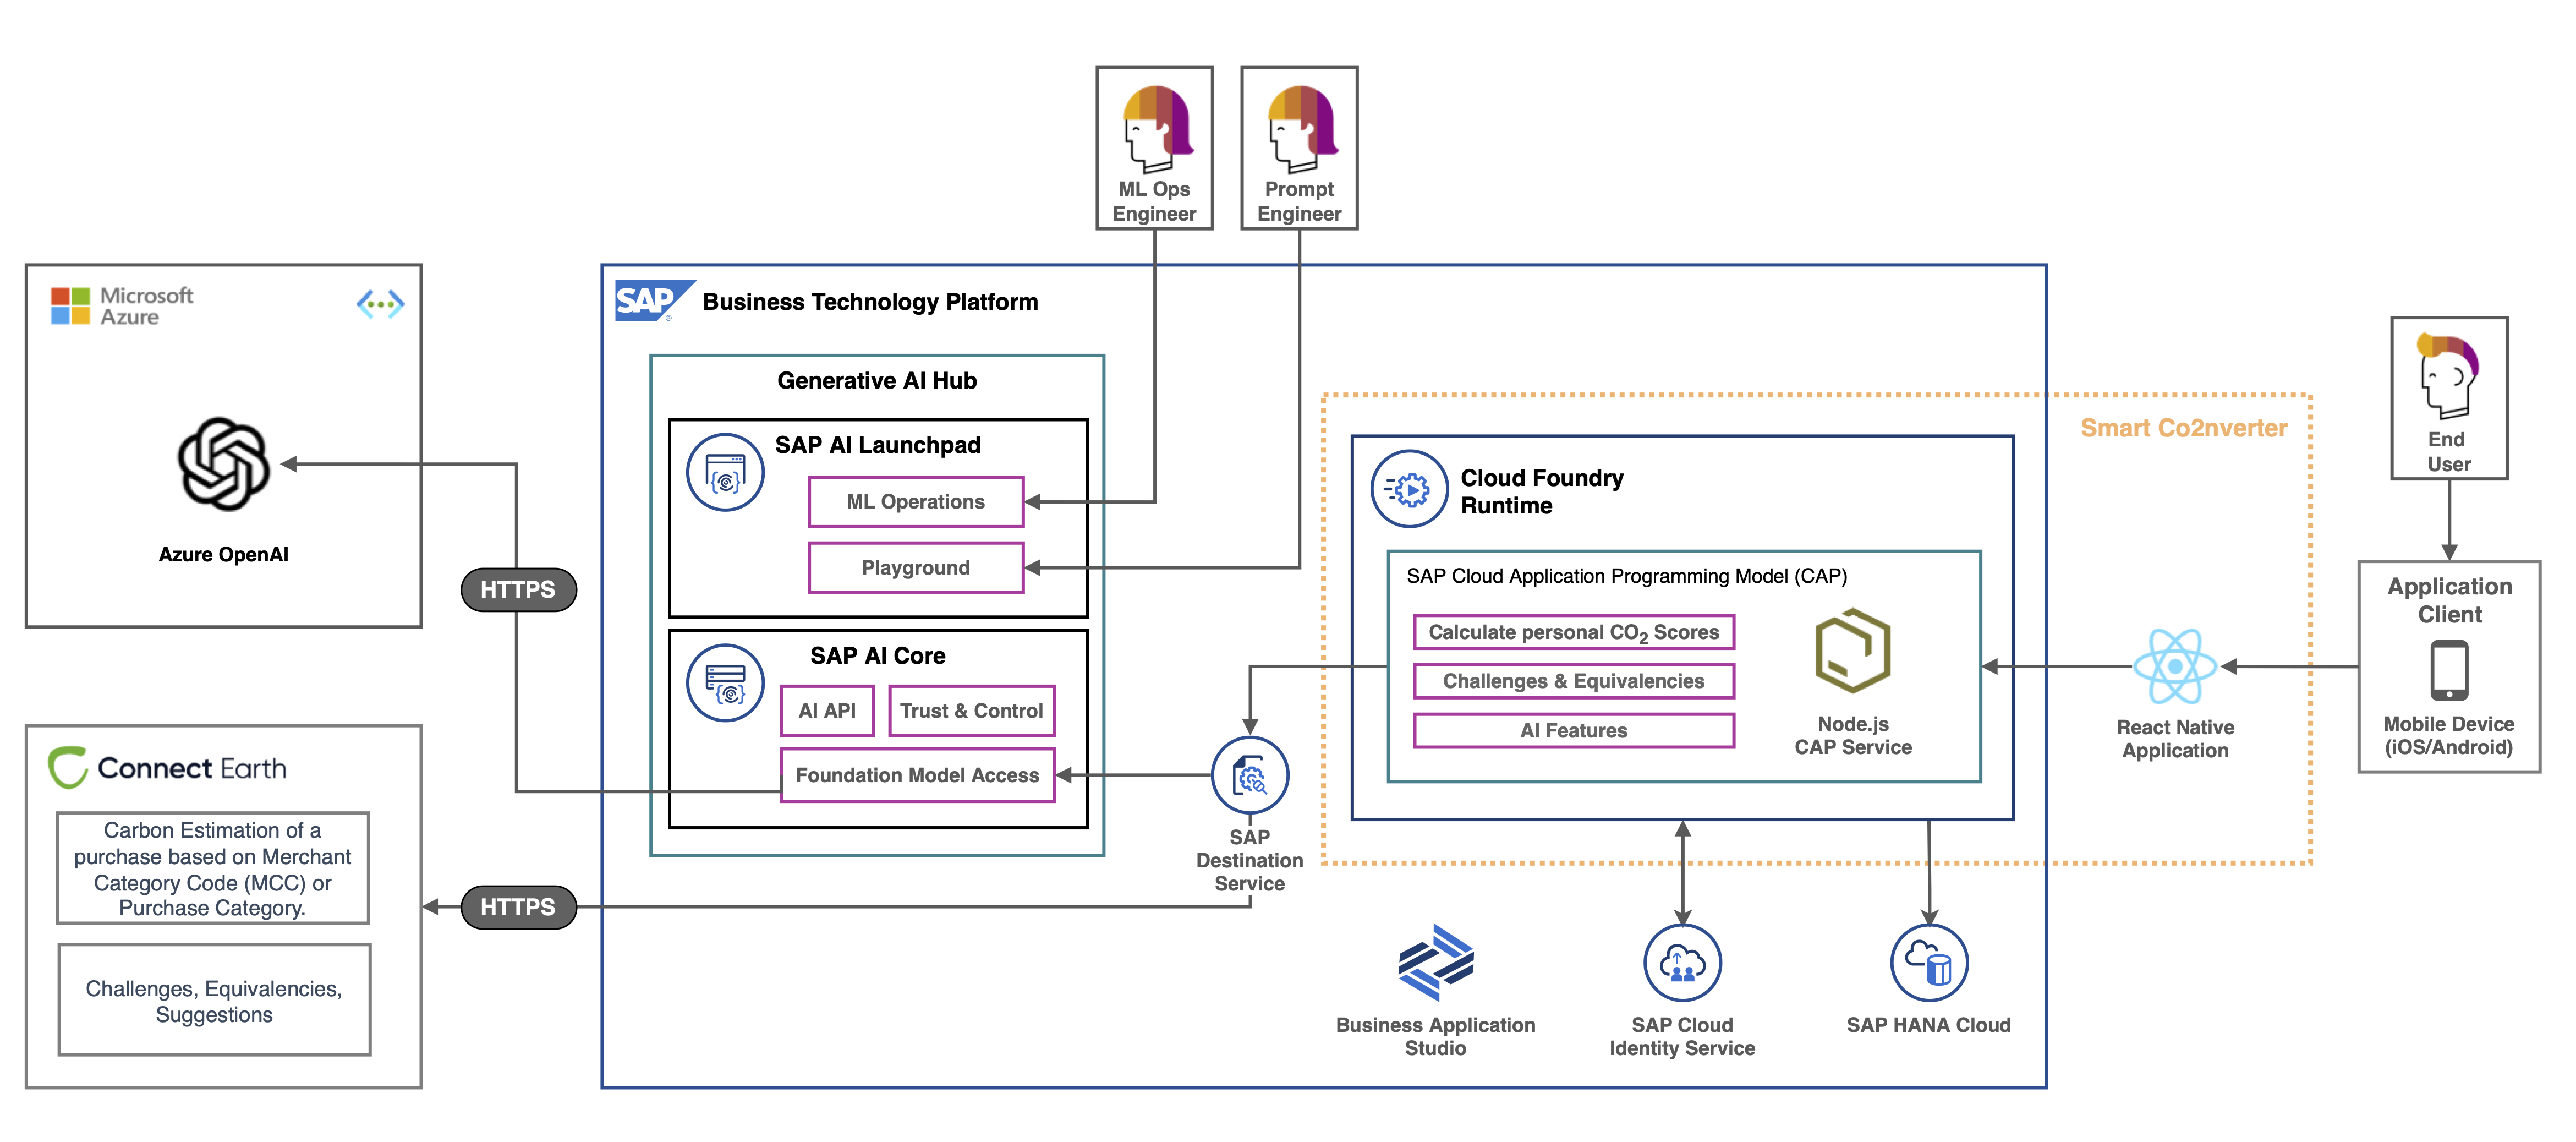 ML Ops
Engineer
Prompt
Engineer
Microsoft
Azure
Azure OpenAI
HTTPS
Connect Earth
Carbon Estimation of a
purchase based on Merchant
Category Code (MCC) or
Purchase Category.
Challenges, Equivalencies,
Suggestions
HTTPS
SAP
Business Technology Platform
Generative AI Hub
SAP AI Launchpad
ML Operations
Playground
SAP AI Core
AI API
Trust & Control
Foundation Model Access
SAP
Destination
Service
Smart Co2nverter
Cloud Foundry
Runtime
SAP Cloud Application Programming Model (CAP)
Calculate personal CO₂ Scores
Challenges & Equivalencies
AI Features
Node.js
CAP Service
React Native
Application
End
User
Application
Client
Mobile Device
(iOS/Android)
Business Application
Studio
SAP Cloud
Identity Service
SAP HANA Cloud